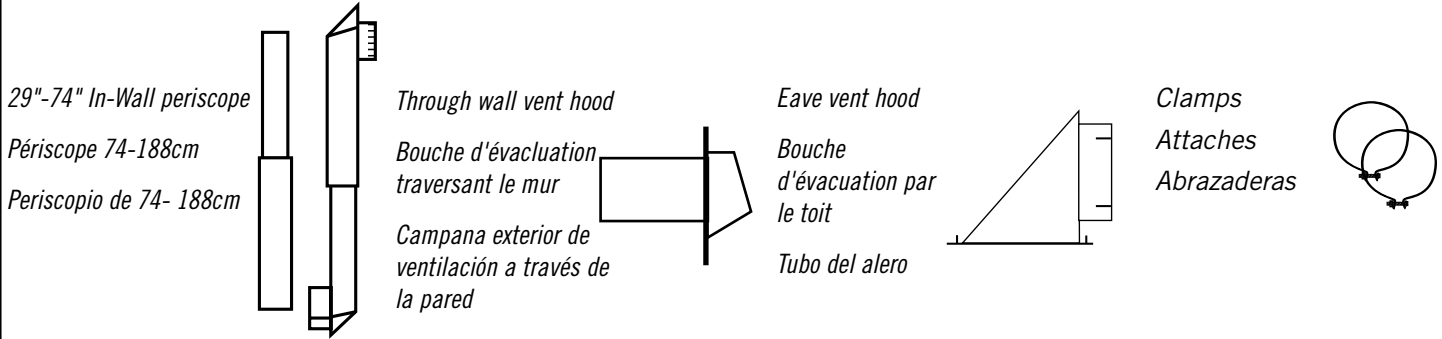 29"-74" In-Wall periscope
Périscope 74-188cm
Periscopio de 74- 188cm
Through wall vent hood
Bouche d'évacluation
traversant le mur
Campana exterior de
ventilación a través de
la pared
Eave vent hood
Bouche
d'évacuation par
le toit
Tubo del alero
Clamps
Attaches
Abrazaderas